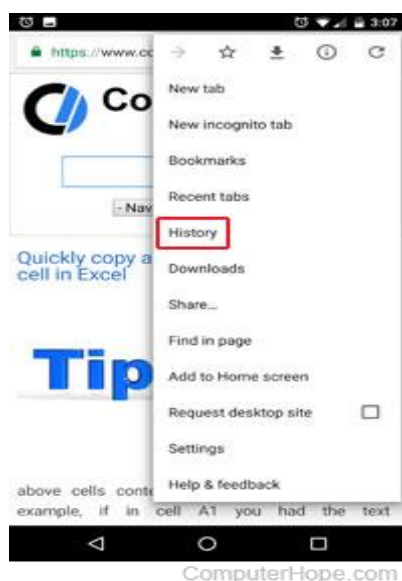 3:07
https://www.co
Co
New tab
New incognito tab
Bookmarks
Recent tabs
- Nav
History
Quickly copy a
cell in Excel
Downloads
Share...
Find in page
Tip
Add to Home screen
Request desktop site
Settings
Help & feedback
above cells conte
example, if in cell A1 you had the text
ComputerHope.com